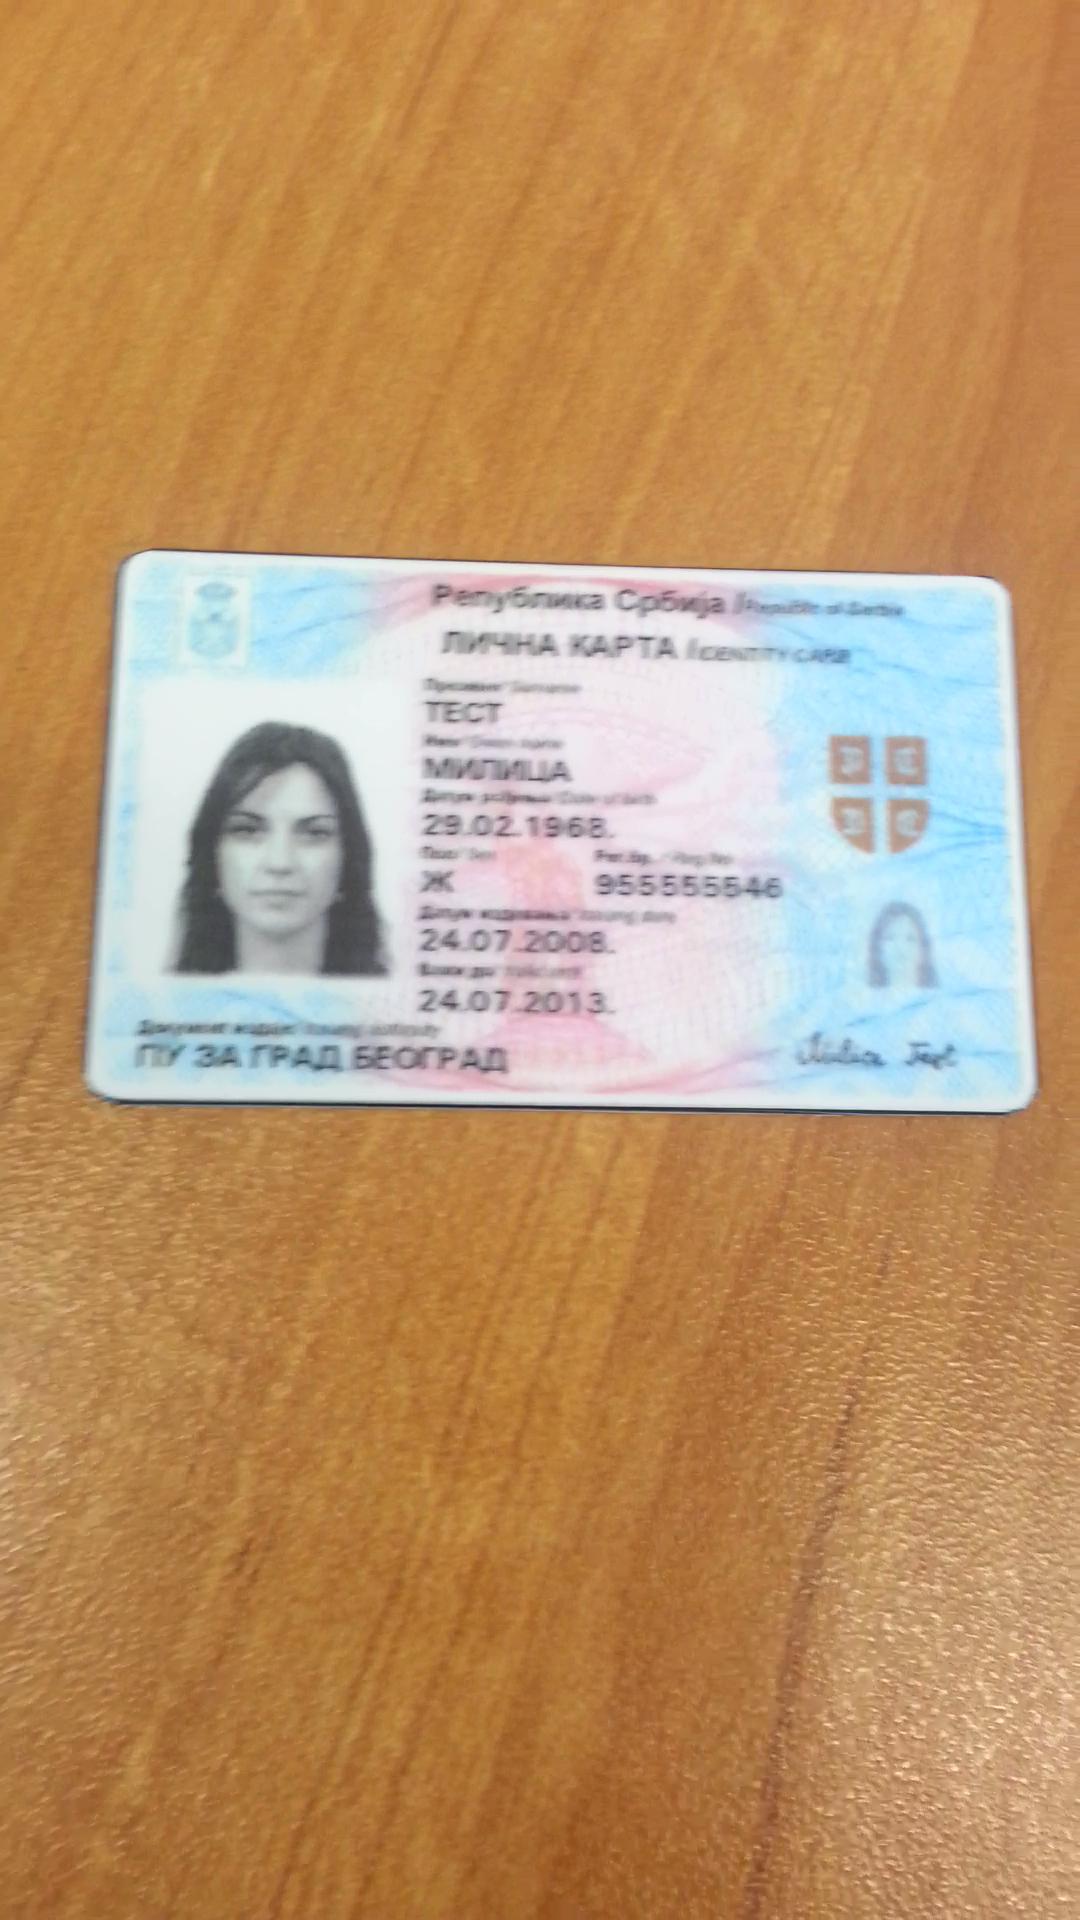 Република Србија /Republic of Serbia
ЛИЧНА КАРТА /IDENTITY CARD
Презиме/ Surname
ТЕСТ
Име/ Given name
МИЛИЦА
Датум рођења/ Date of birth
29.02.1968.
Пол/ Sex Рег.бр. / Reg.No
Ж 955555546
Датум издавања/ Issuing date
24.07.2008.
Важи до/ Valid until
24.07.2013.
Документ издаје/ Issuing authority
ПУ ЗА ГРАД БЕОГРАД
Milica Test